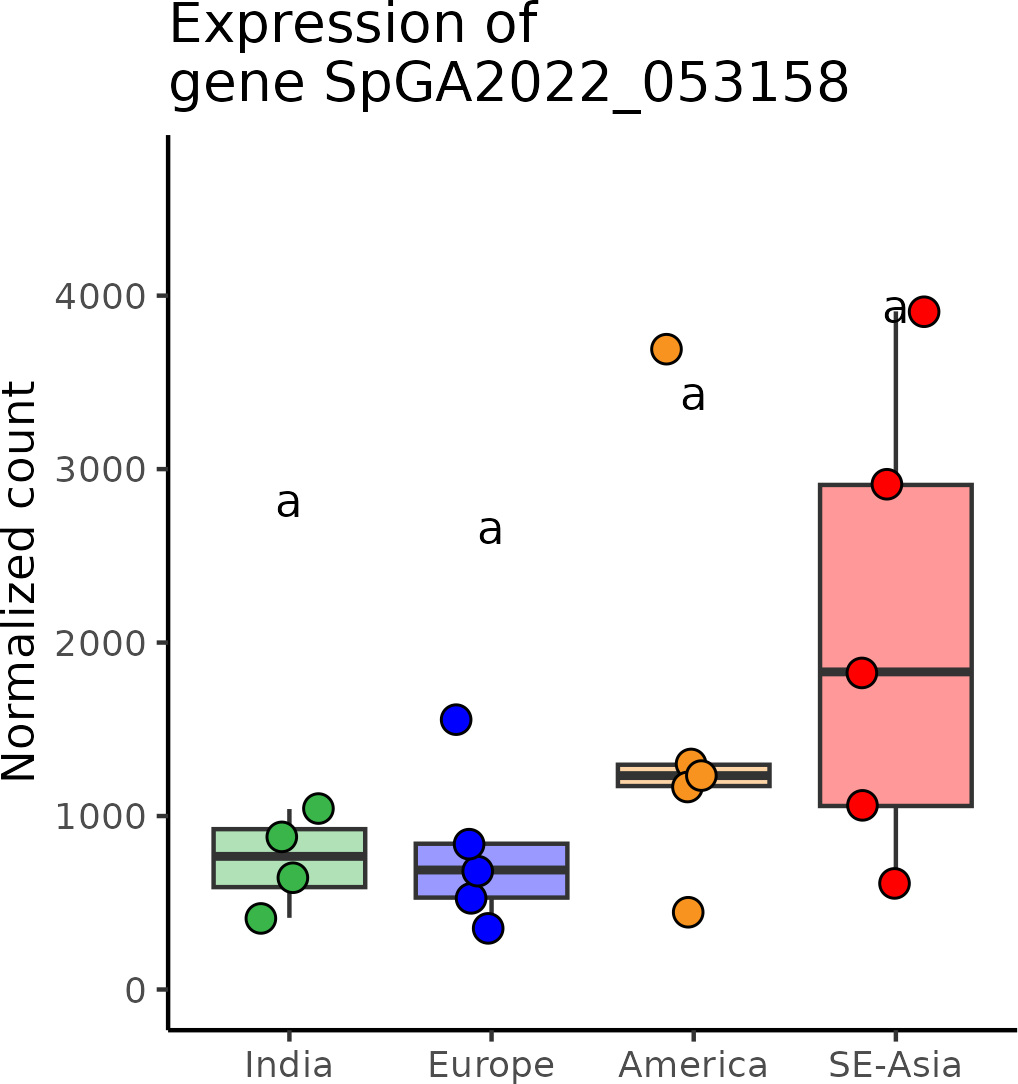 Expression of
gene SpGA2022_053158
Normalized count
4000
3000
2000
1000
0
a
a
a
a
India
Europe
America
SE-Asia